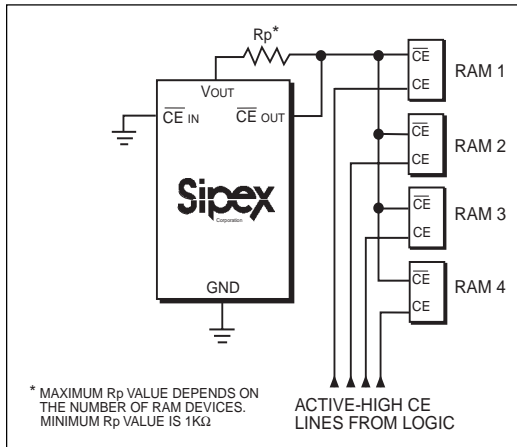 Rp*
VOUT
CE IN
CE OUT
Sipex
Corporation
GND
CE
CE
RAM 1
CE
CE
RAM 2
CE
CE
RAM 3
CE
CE
RAM 4
* MAXIMUM Rp VALUE DEPENDS ON
THE NUMBER OF RAM DEVICES.
MINIMUM Rp VALUE IS 1KΩ
ACTIVE-HIGH CE
LINES FROM LOGIC